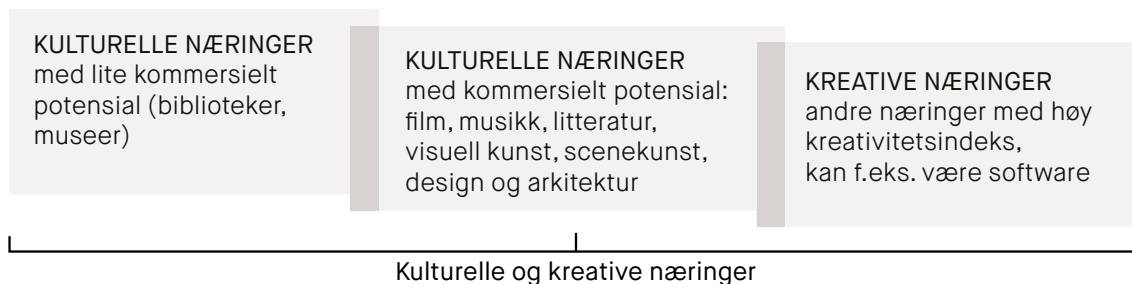 KULTURELLE NÆRINGER
med lite kommersielt
potensial (biblioteker,
museer)
KULTURELLE NÆRINGER
med kommersielt potensial:
film, musikk, litteratur,
visuell kunst, scenekunst,
design og arkitektur
KREATIVE NÆRINGER
andre næringer med høy
kreativitetsindeks,
kan f.eks. være software
Kulturelle og kreative næringer